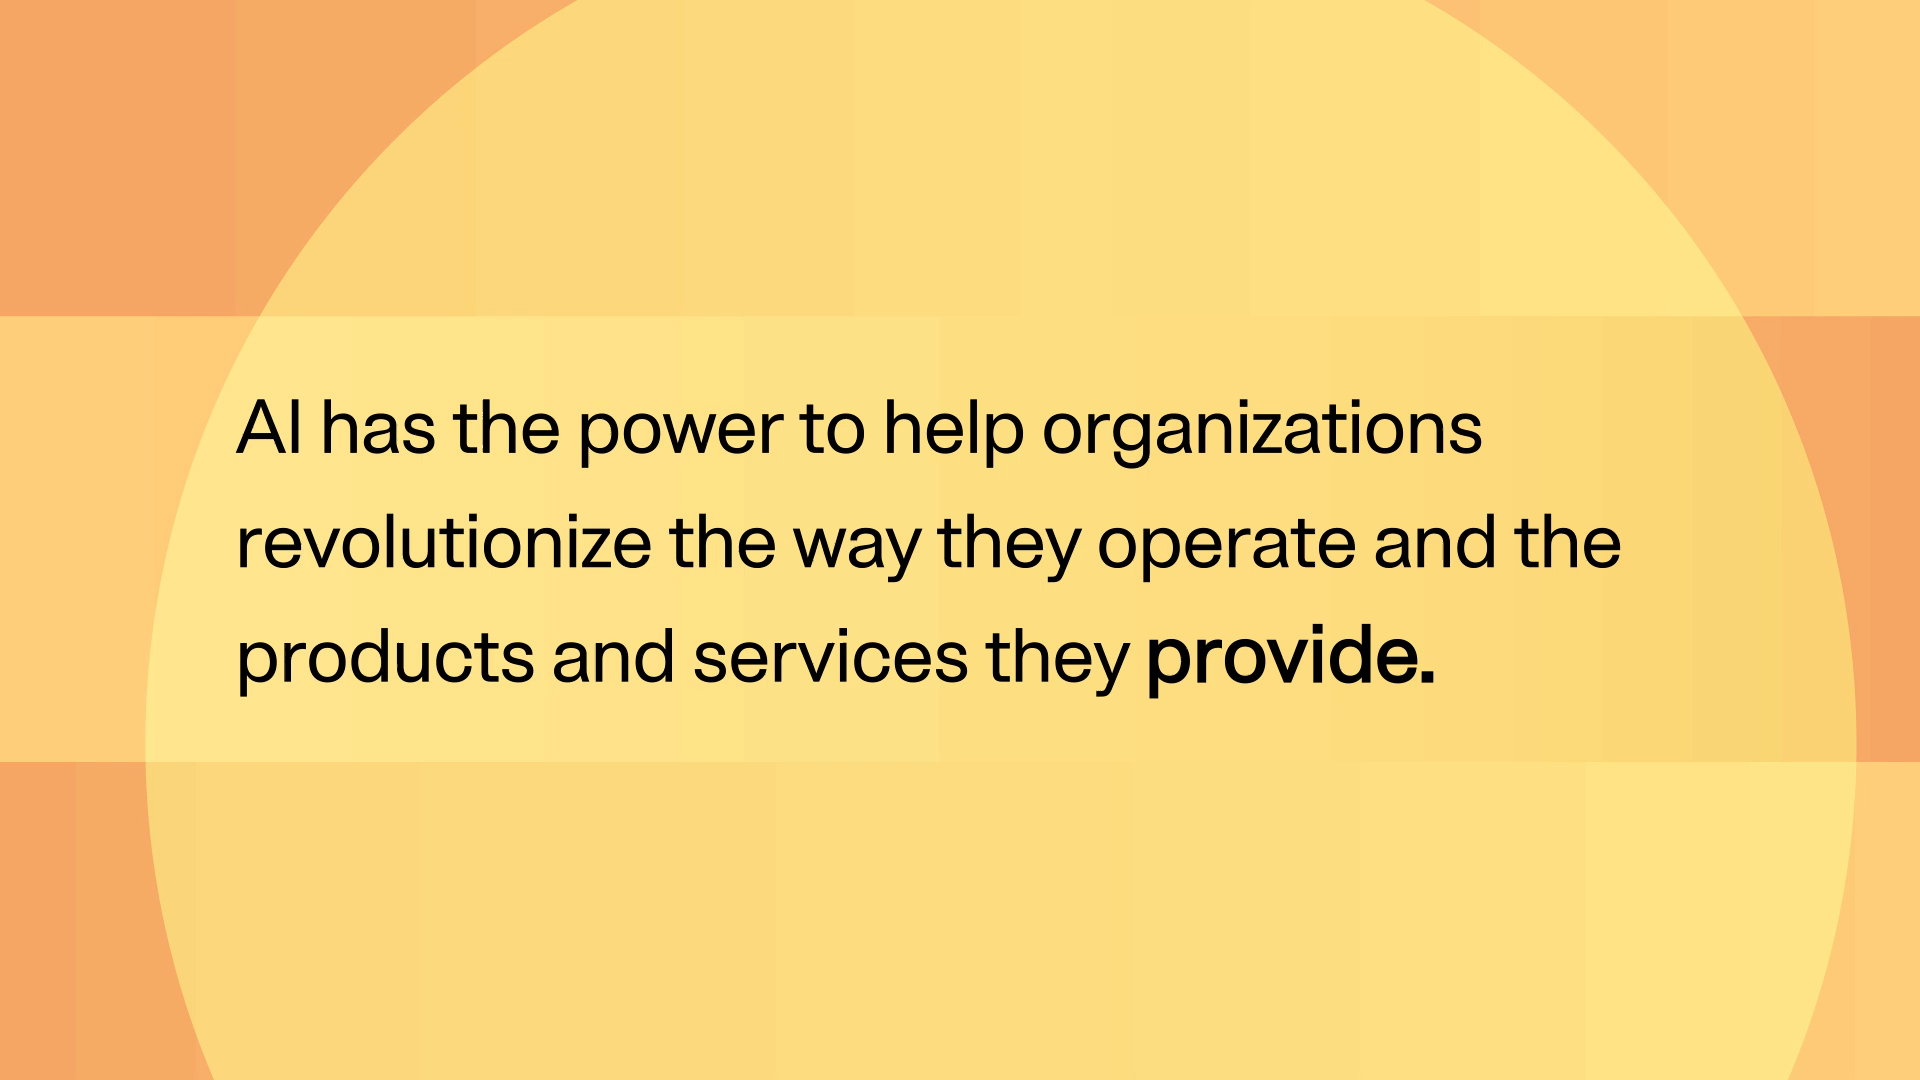 AI has the power to help organizations
revolutionize the way they operate and the
products and services they provide.